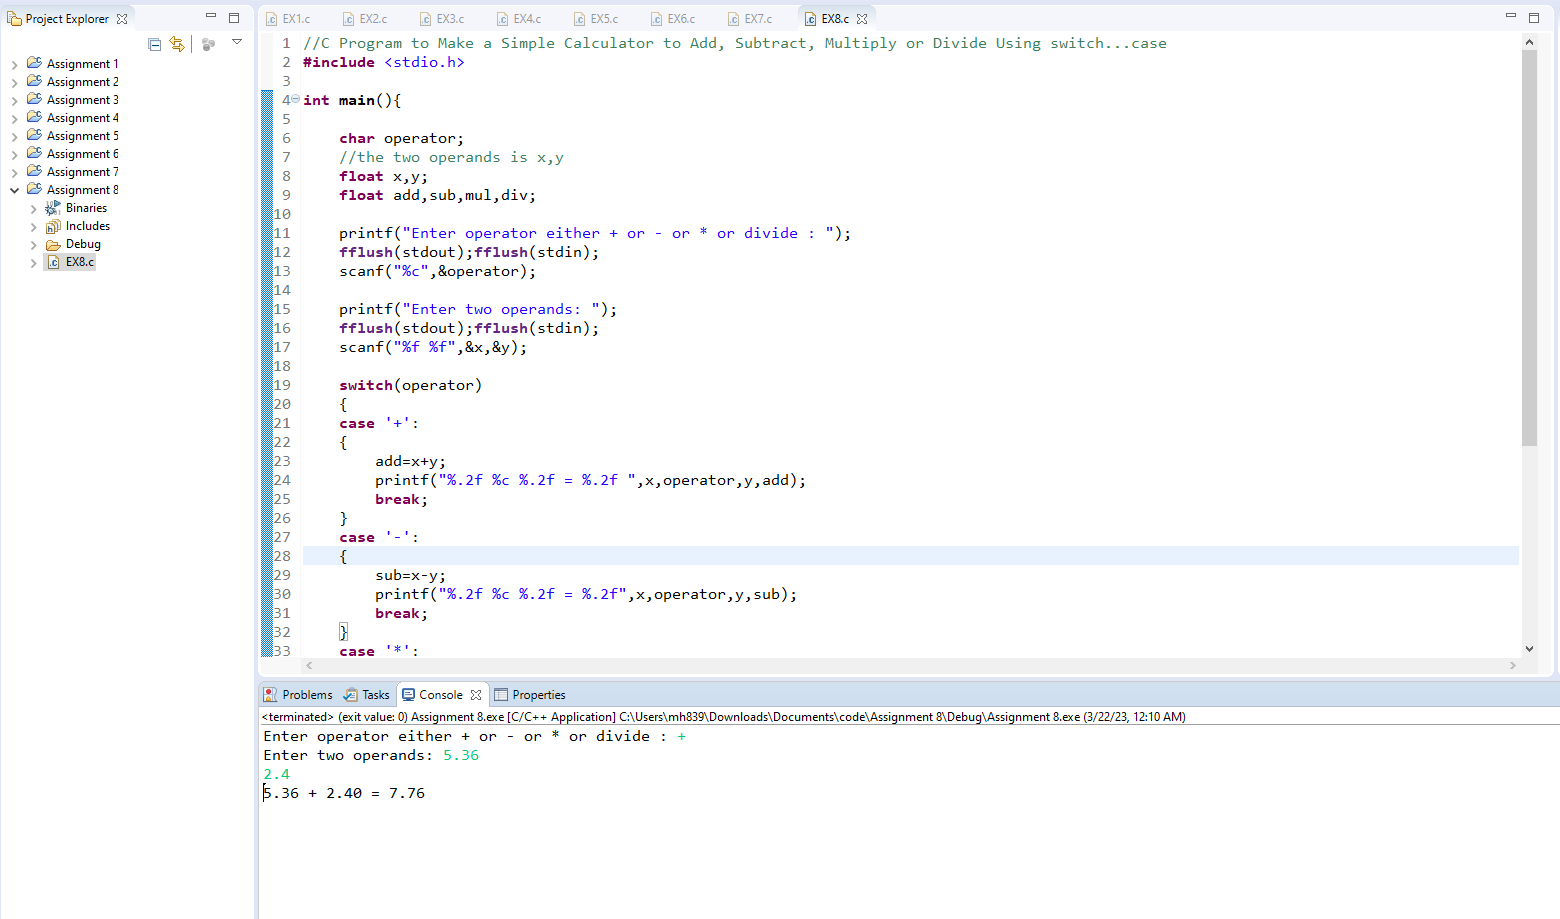 Project Explorer
Assignment 1
Assignment 2
Assignment 3
Assignment 4
Assignment 5
Assignment 6
Assignment 7
Assignment 8
Binaries
Includes
Debug
EX8.c
EX1.c EX2.c EX3.c EX4.c EX5.c EX6.c EX7.c EX8.c
1 //C Program to Make a Simple Calculator to Add, Subtract, Multiply or Divide Using switch...case
2 #include <stdio.h>
3
4 int main(){
5
6 char operator;
7 //the two operands is x,y
8 float x,y;
9 float add,sub,mul,div;
10
11 printf("Enter operator either + or - or * or divide : ");
12 fflush(stdout);fflush(stdin);
13 scanf("%c",&operator);
14
15 printf("Enter two operands: ");
16 fflush(stdout);fflush(stdin);
17 scanf("%f %f",&x,&y);
18
19 switch(operator)
20 {
21 case '+':
22 {
23 add=x+y;
24 printf("%.2f %c %.2f = %.2f ",x,operator,y,add);
25 break;
26 }
27 case '-':
28 {
29 sub=x-y;
30 printf("%.2f %c %.2f = %.2f",x,operator,y,sub);
31 break;
32 }
33 case '*':
Problems Tasks Console Properties
<terminated> (exit value: 0) Assignment 8.exe [C/C++ Application] C:\Users\mh839\Downloads\Documents\code\Assignment 8\Debug\Assignment 8.exe (3/22/23, 12:10 AM)
Enter operator either + or - or * or divide : +
Enter two operands: 5.36
2.4
5.36 + 2.40 = 7.76